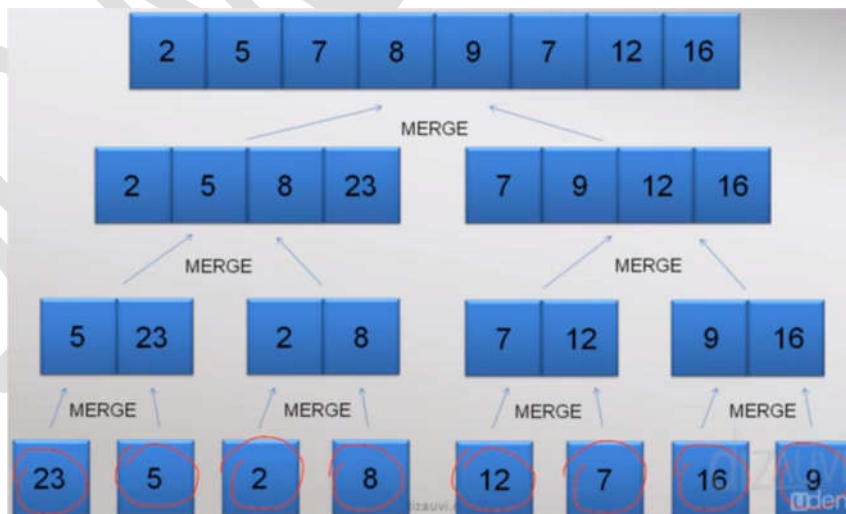 2 5 7 8 9 7 12 16
MERGE
2 5 8 23 7 9 12 16
MERGE MERGE
5 23 2 8 7 12 9 16
MERGE MERGE MERGE MERGE
23 5 2 8 12 7 16 9